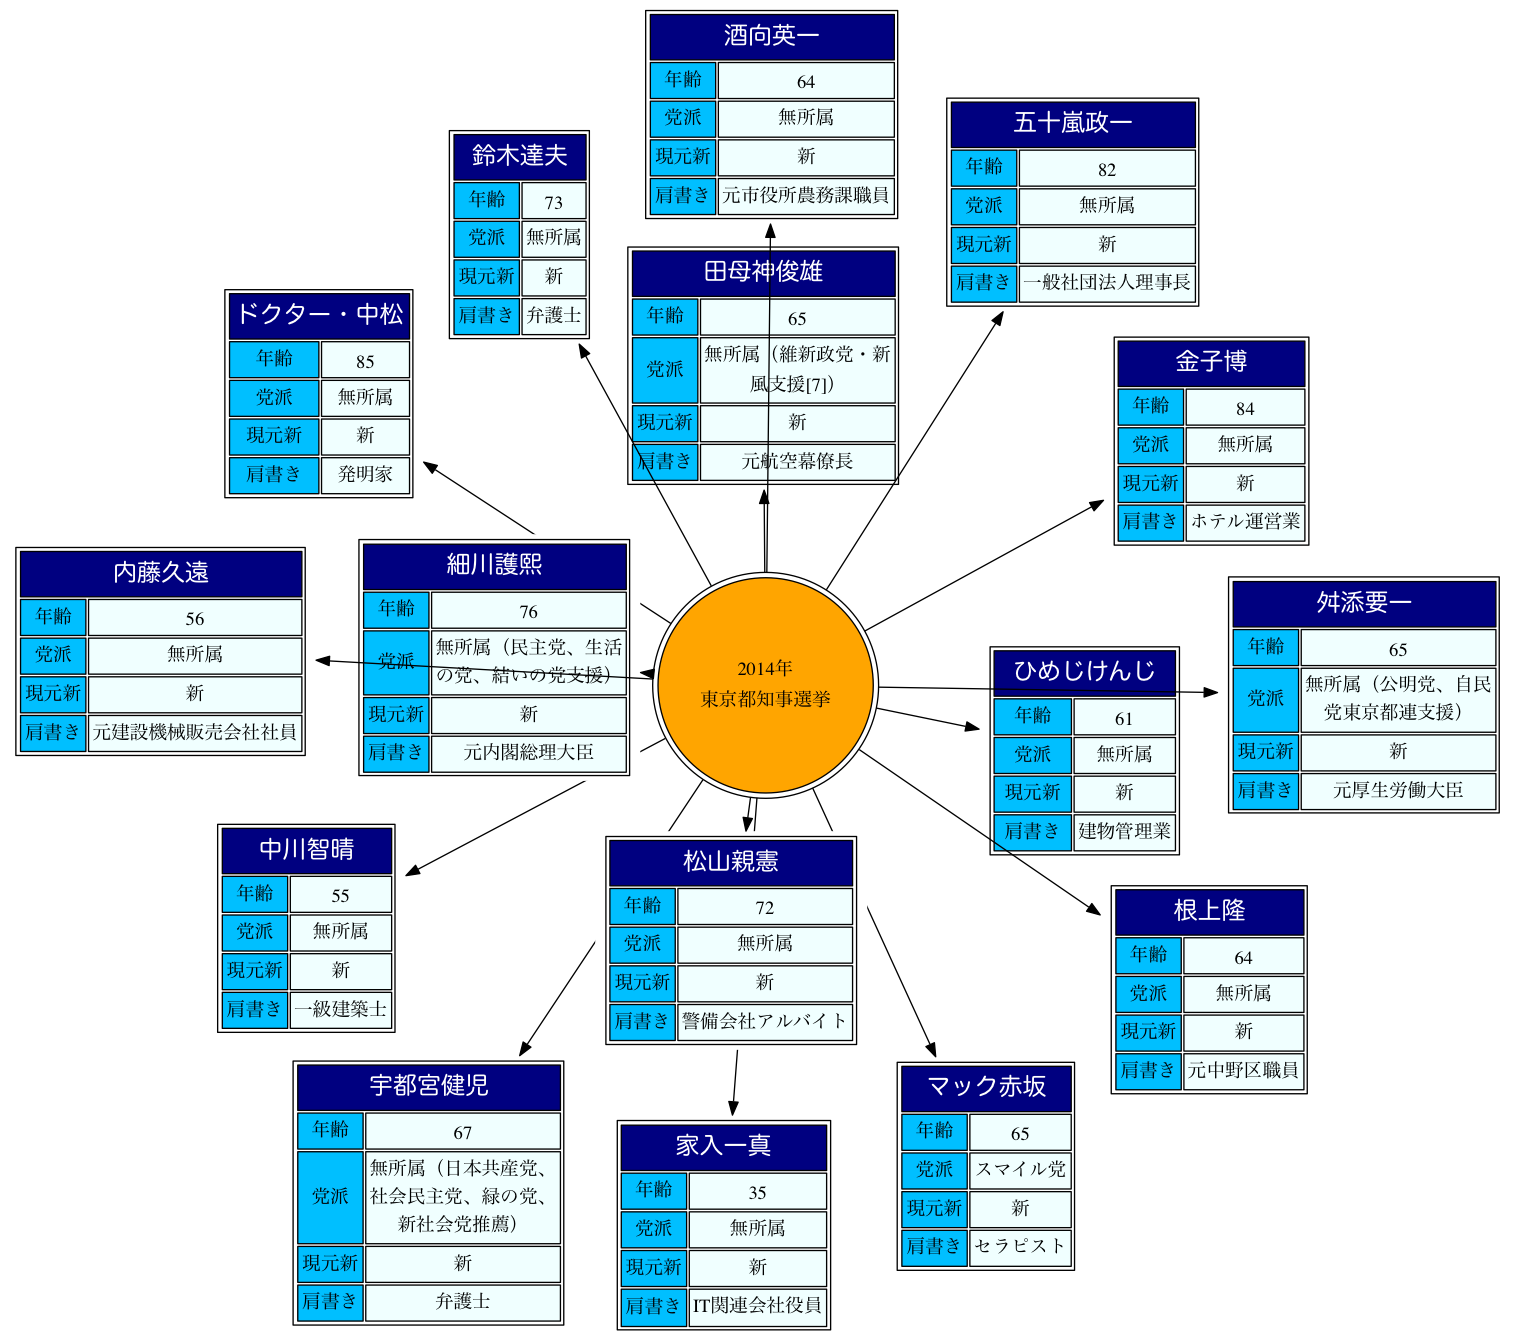 酒向英一
年齢 64
党派 無所属
現元新 新
肩書き 元市役所農務課職員
五十嵐政一
年齢 82
党派 無所属
現元新 新
肩書き 一般社団法人理事長
鈴木達夫
年齢 73
党派 無所属
現元新 新
肩書き 弁護士
田母神俊雄
年齢 65
党派 無所属（維新政党・新
風支援[7]）
現元新 新
肩書き 元航空幕僚長
ドクター・中松
年齢 85
党派 無所属
現元新 新
肩書き 発明家
金子博
年齢 84
党派 無所属
現元新 新
肩書き ホテル運営業
内藤久遠
年齢 56
党派 無所属
現元新 新
肩書き 元建設機械販売会社社員
細川護熙
年齢 76
党派 無所属（民主党、生活
の党、結いの党支援）
現元新 新
肩書き 元内閣総理大臣
2014年
東京都知事選挙
ひめじけんじ
年齢 61
党派 無所属
現元新 新
肩書き 建物管理業
舛添要一
年齢 65
党派 無所属（公明党、自民
党東京都連支援）
現元新 新
肩書き 元厚生労働大臣
中川智晴
年齢 55
党派 無所属
現元新 新
肩書き 一級建築士
松山親憲
年齢 72
党派 無所属
現元新 新
肩書き 警備会社アルバイト
根上隆
年齢 64
党派 無所属
現元新 新
肩書き 元中野区職員
宇都宮健児
年齢 67
党派 無所属（日本共産党、
社会民主党、緑の党、
新社会党推薦）
現元新 新
肩書き 弁護士
家入一真
年齢 35
党派 無所属
現元新 新
肩書き IT関連会社役員
マック赤坂
年齢 65
党派 スマイル党
現元新 新
肩書き セラピスト